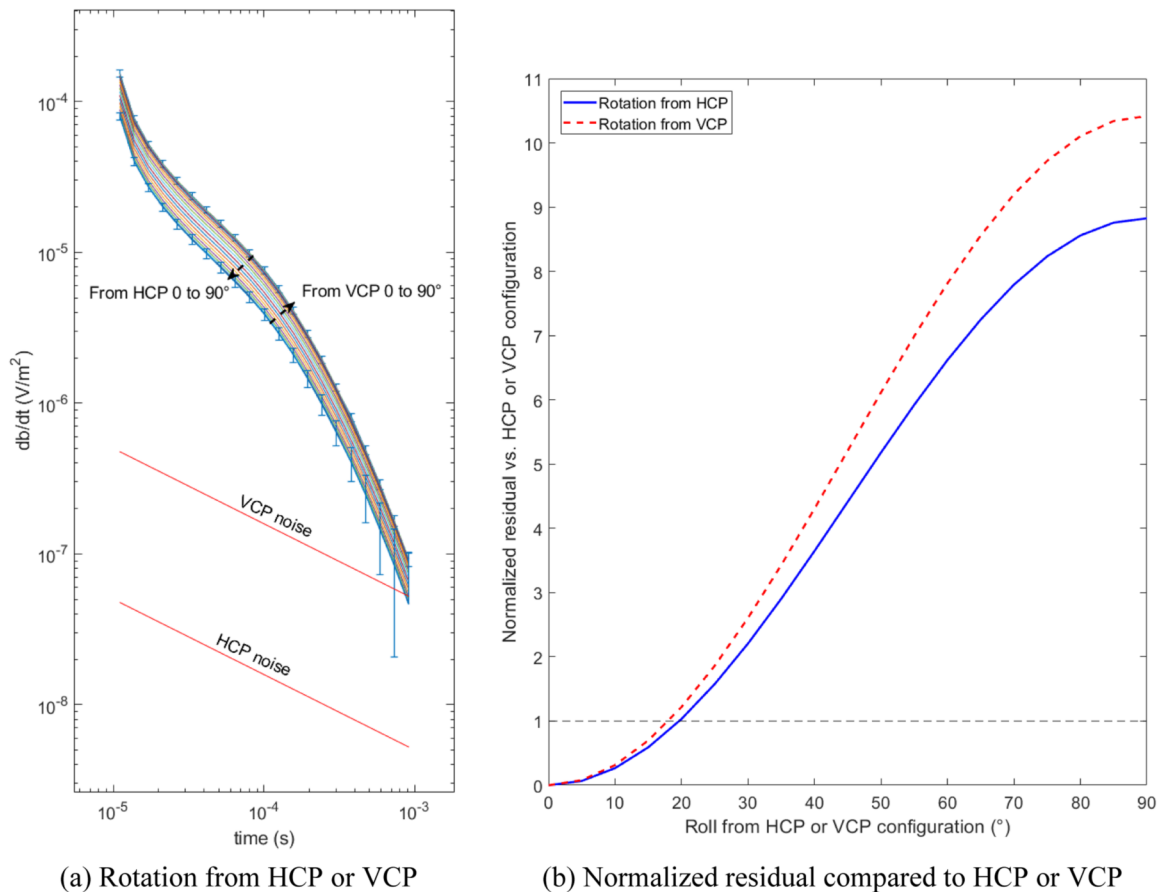 db/dt (V/m²)
10⁻⁴
10⁻⁵
10⁻⁶
10⁻⁷
10⁻⁸
From HCP 0 to 90°
From VCP 0 to 90°
VCP noise
HCP noise
10⁻⁵ 10⁻⁴ 10⁻³
time (s)
(a) Rotation from HCP or VCP
Normalized residual vs. HCP or VCP configuration
11
10
9
8
7
6
5
4
3
2
1
0
Rotation from HCP
Rotation from VCP
0 10 20 30 40 50 60 70 80 90
Roll from HCP or VCP configuration (°)
(b) Normalized residual compared to HCP or VCP